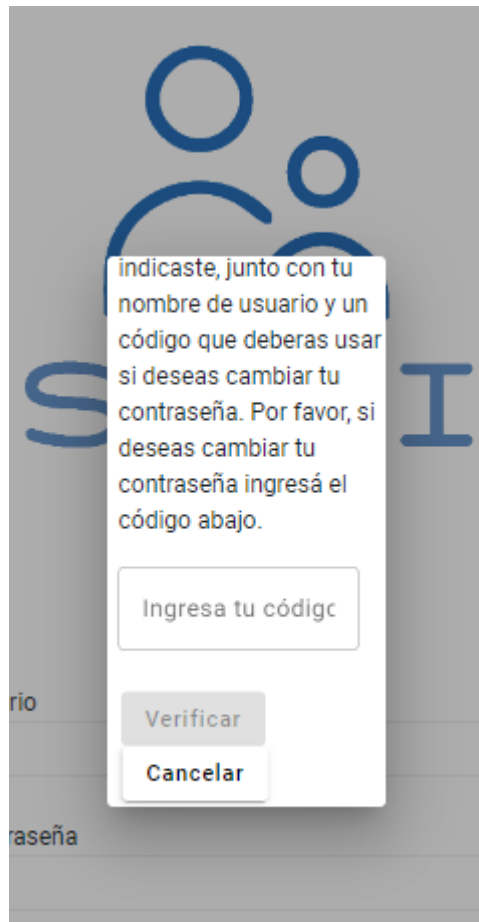 indicaste, junto con tu
nombre de usuario y un
código que deberas usar
si deseas cambiar tu
contraseña. Por favor, si
deseas cambiar tu
contraseña ingresá el
código abajo.
S I
Ingresa tu código
rio
Verificar
Cancelar
raseña